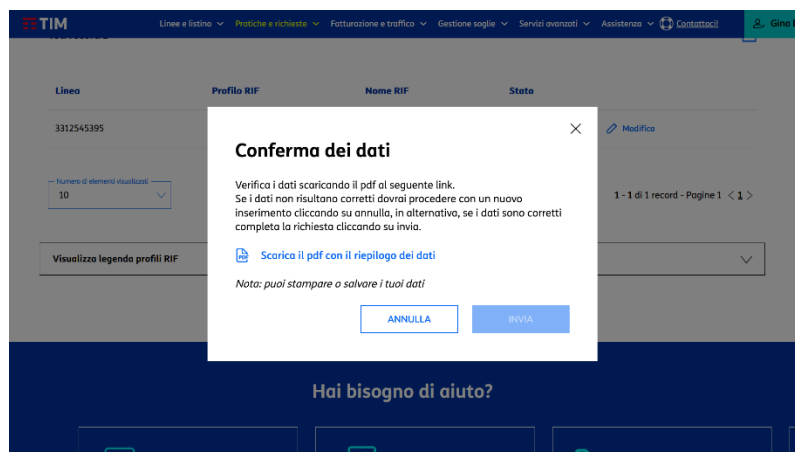 TIM
Linee e listino
Pratiche e richieste
Fatturazione e traffico
Gestione soglie
Servizi avanzati
Assistenza
Contattaci!
Gina
Linea Profilo RIF Nome RIF Stato
3312545395
Modifica
Conferma dei dati
Verifica i dati scaricando il pdf al seguente link.
Se i dati non risultano corretti dovrai procedere con un nuovo
inserimento cliccando su annulla, in alternativa, se i dati sono corretti
completa la richiesta cliccando su invia.
PDF
Scarica il pdf con il riepilogo dei dati
Nota: puoi stampare o salvare i tuoi dati
ANNULLA
INVIA
Numero di elementi visualizzati
10
1 - 1 di 1 record - Pagine 1 < 1 >
Visualizza legenda profili RIF
Hai bisogno di aiuto?